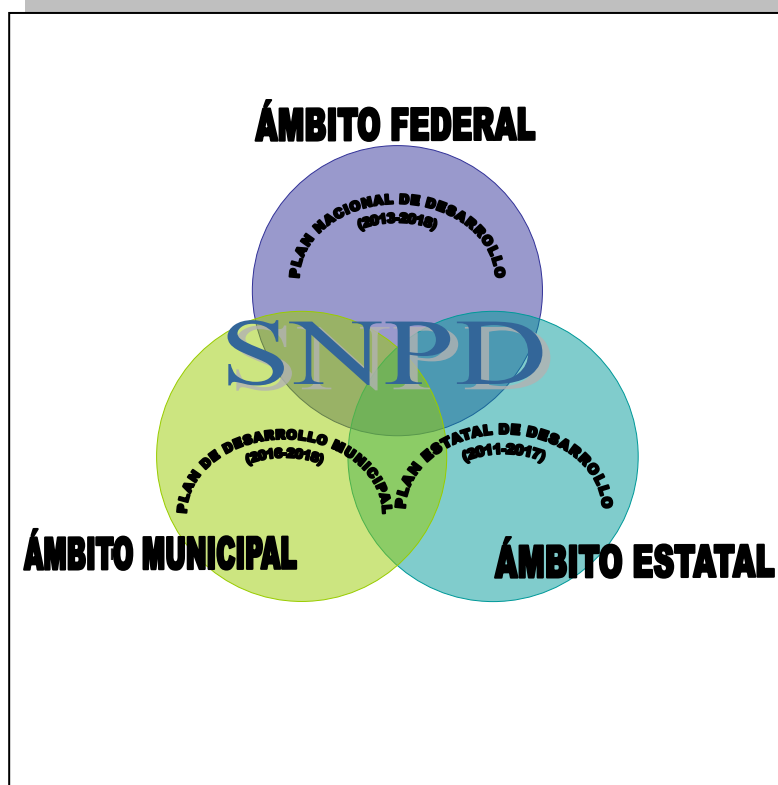 ÁMBITO FEDERAL
PLAN NACIONAL DE DESARROLLO
(2013-2018)
SNPD
PLAN DE DESARROLLO MUNICIPAL
(2016-2018)
PLAN ESTATAL DE DESARROLLO
(2011-2017)
ÁMBITO MUNICIPAL
ÁMBITO ESTATAL